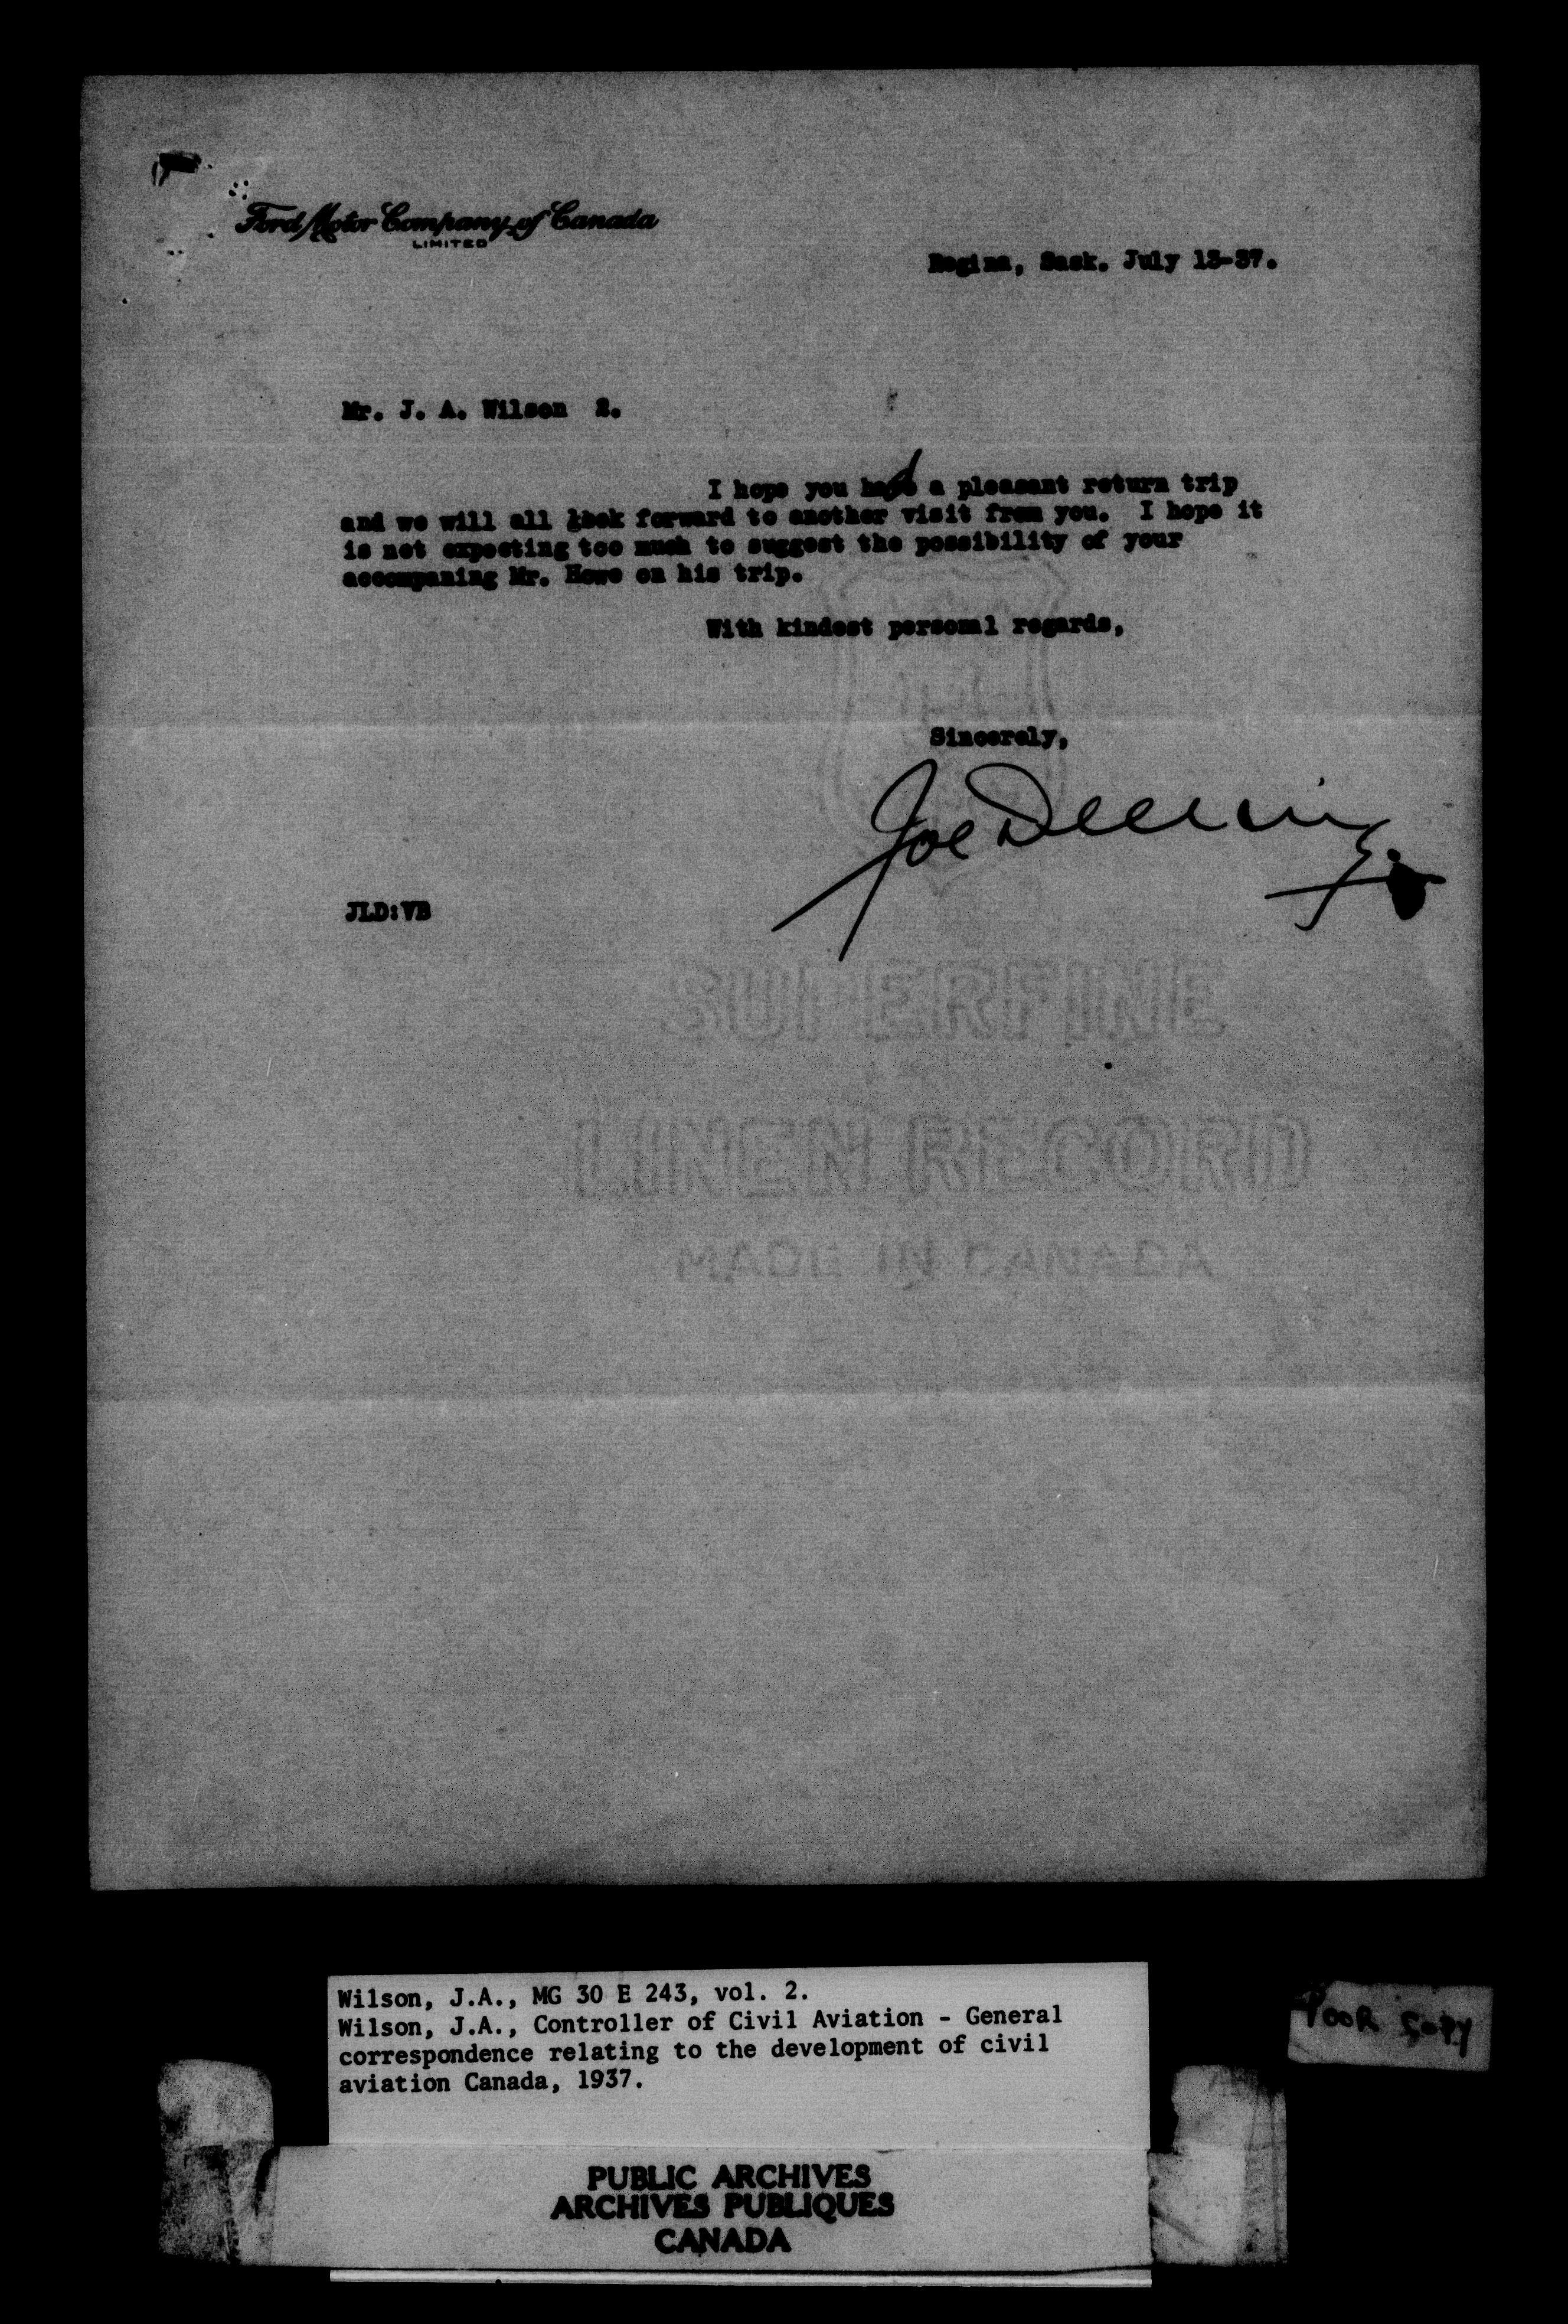 Ford Motor Company of Canada
LIMITED
Regina, Sask. July 13-37.
Mr. J. A. Wilson 2.
I hope you had a pleasant return trip
and we will all look forward to another visit from you. I hope it
is not expecting too much to suggest the possibility of your
accompaning Mr. Howe on his trip.
With kindest personal regards,
Sincerely,
Joe Deeming
JLD:VB
SUPERFINE
LINEN RECORD
MADE IN CANADA
Wilson, J.A., MG 30 E 243, vol. 2.
Wilson, J.A., Controller of Civil Aviation - General
correspondence relating to the development of civil
aviation Canada, 1937.
POOR COPY
PUBLIC ARCHIVES
ARCHIVES PUBLIQUES
CANADA